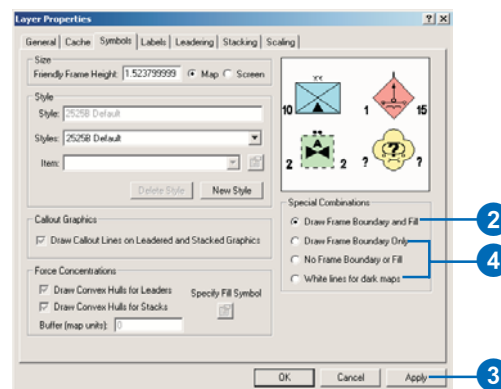 Layer Properties
General Cache Symbols Labels Leadering Stacking Scaling
Size
Friendly Frame Height: 1.523799999 Map Screen
Style
Style: 2525B Default
Styles: 2525B Default
Item:
Delete Style New Style
Callout Graphics
Draw Callout Lines on Leadered and Stacked Graphics
Force Concentrations
Draw Convex Hulls for Leaders
Draw Convex Hulls for Stacks
Specify Fill Symbol
Buffer (map units): 0
XX
10 1 15
2 A 2 ? ? ?
Special Combinations
Draw Frame Boundary and Fill
Draw Frame Boundary Only
No Frame Boundary or Fill
White lines for dark maps
2
4
OK Cancel Apply
3